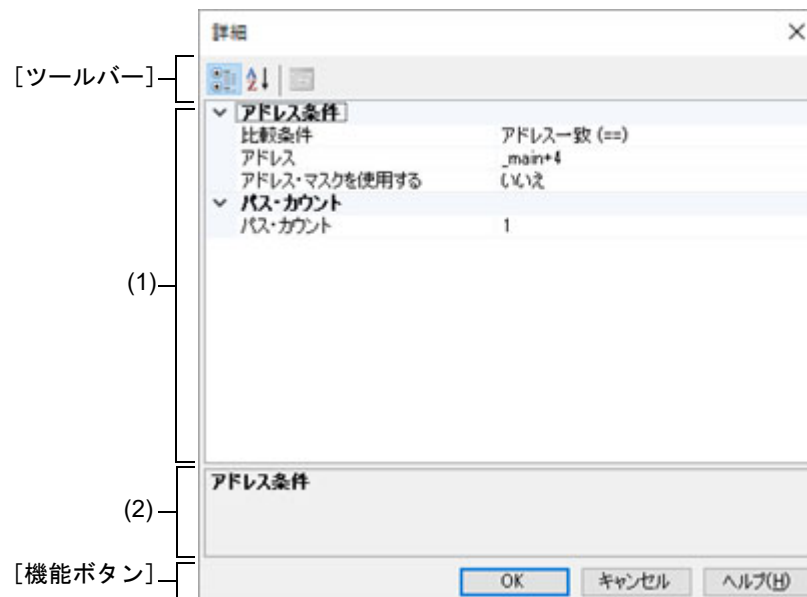 詳細
［ツールバー］
アドレス条件
比較条件 アドレス一致 (==)
アドレス _main+4
アドレス・マスクを使用する いいえ
パス・カウント
パス・カウント 1
(1)
アドレス条件
(2)
［機能ボタン］
OK キャンセル ヘルプ(H)